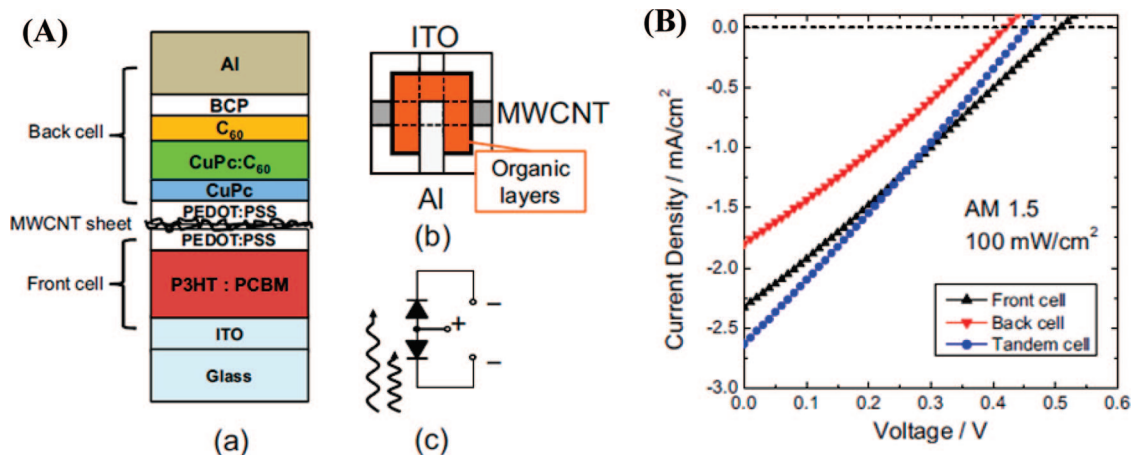 (A)
Al
BCP
C60
CuPc:C60
CuPc
PEDOT:PSS
PEDOT:PSS
P3HT : PCBM
ITO
Glass
Back cell
MWCNT sheet
Front cell
(a)
ITO
MWCNT
Organic
layers
Al
(b)
−
+
−
(c)
(B)
0.0
-0.5
-1.0
-1.5
-2.0
-2.5
-3.0
Current Density / mA/cm2
AM 1.5
100 mW/cm2
Front cell
Back cell
Tandem cell
0.0 0.1 0.2 0.3 0.4 0.5 0.6
Voltage / V